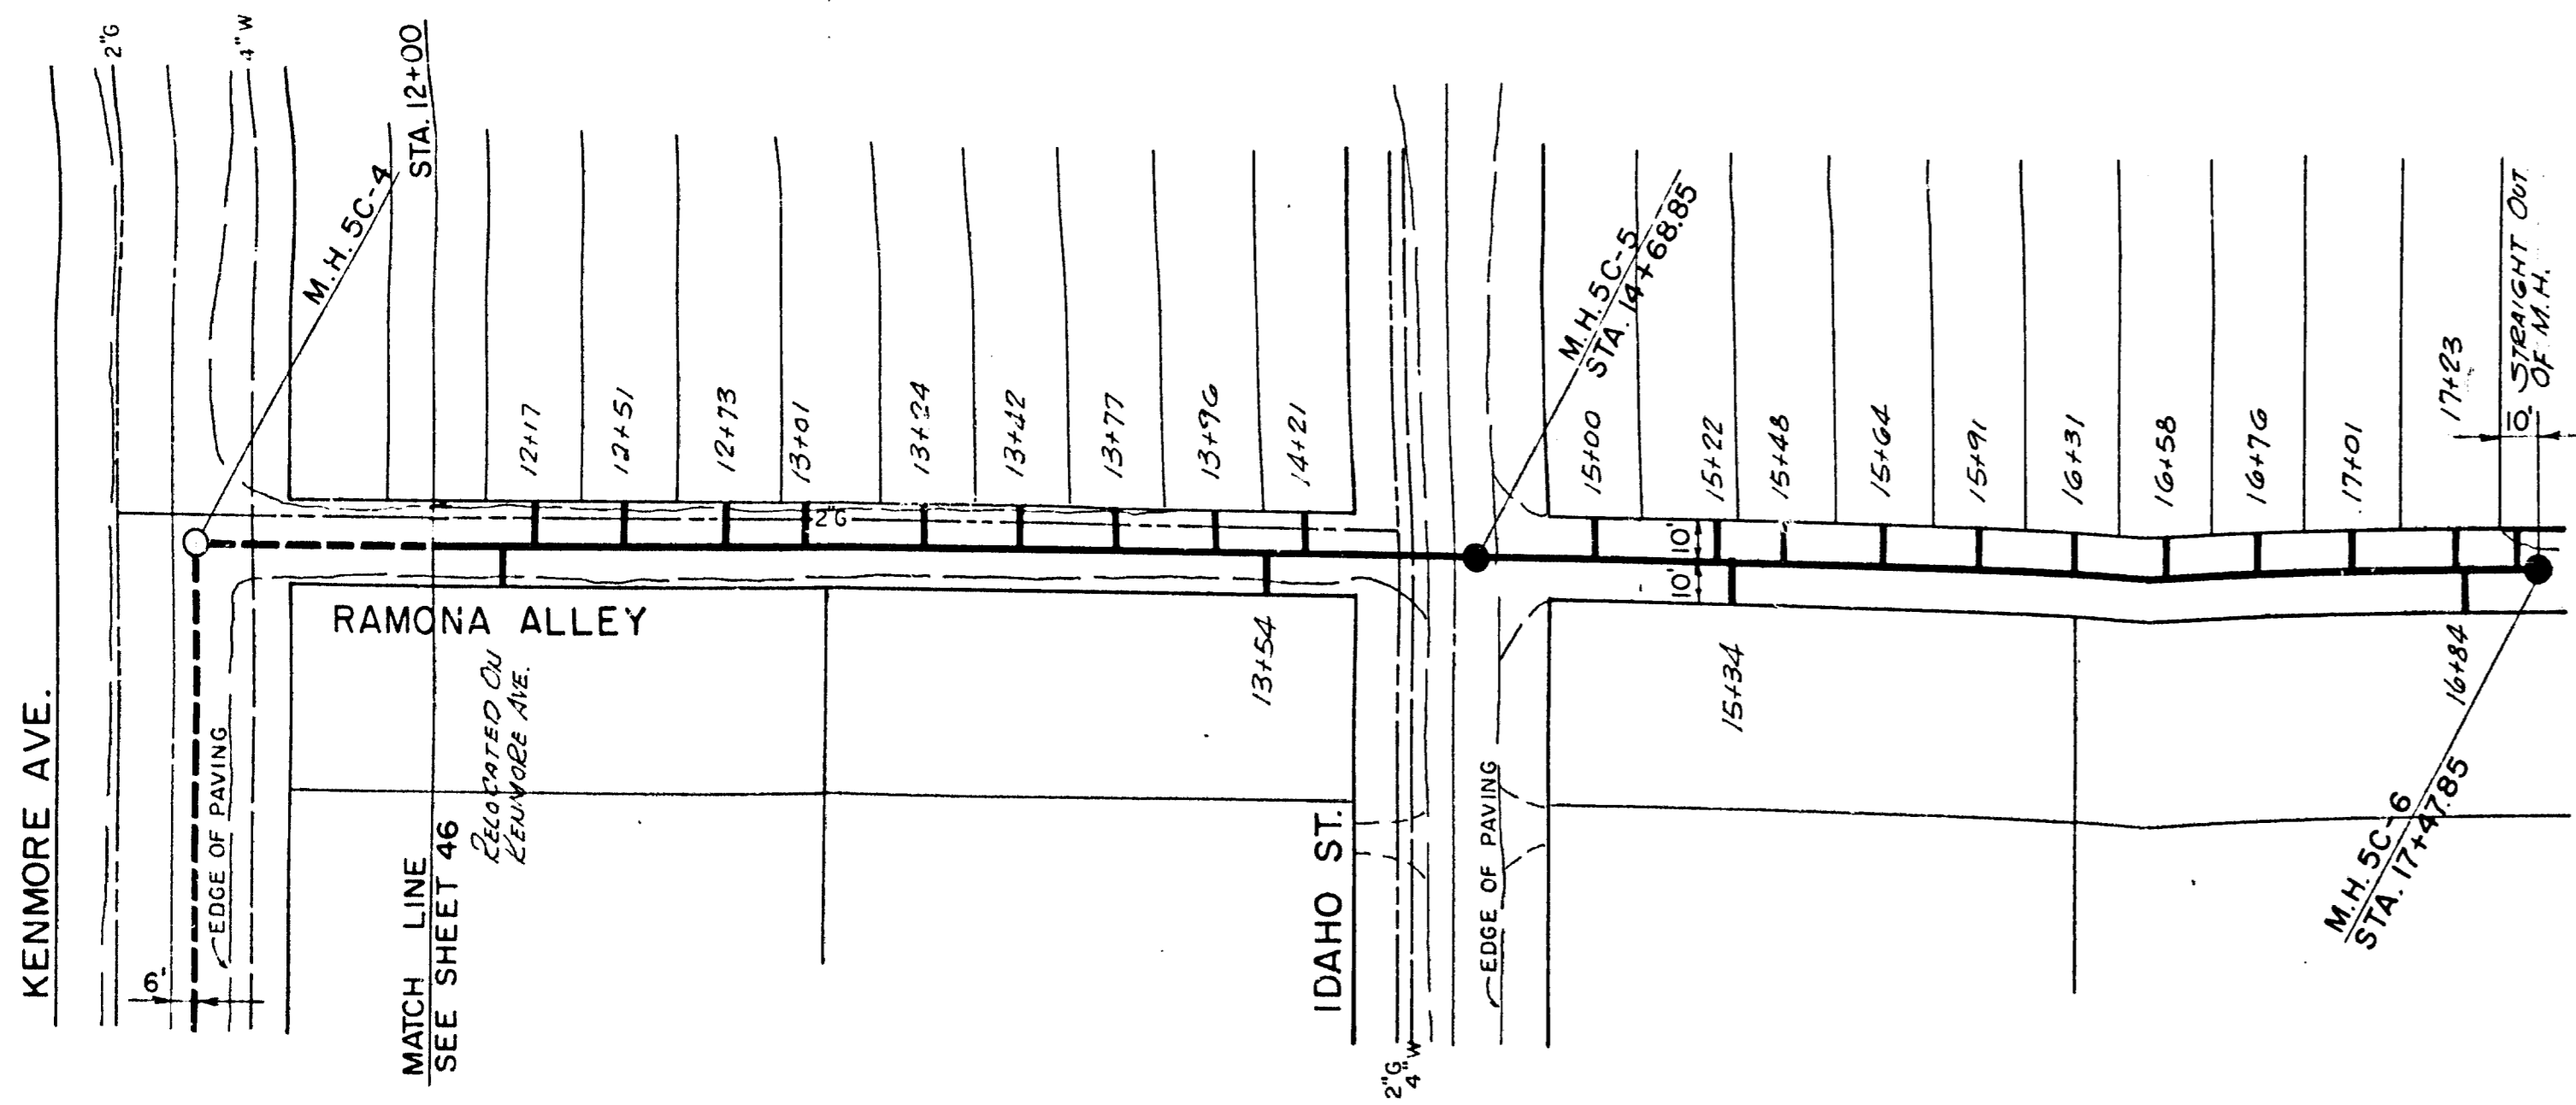 KENMORE AVE.
2"G
4"W
M.H. 5C-4
STA. 12+00
6'
EDGE OF PAVING
MATCH LINE
SEE SHEET 46
RAMONA ALLEY
RELOCATED ON
KENMORE AVE.
12+17
12+51
12+73
13+01
13+24
13+42
13+77
13+96
14+21
2"G
13+54
IDAHO ST.
2"G
4"W
EDGE OF PAVING
M.H. 5C-5
STA. 14+68.85
15+00
15+22
15+48
15+64
15+91
16+31
16+58
16+76
17+01
17+23
10'
10'
15+34
16+84
10' STRAIGHT OUT
OF M.H.
M.H. 5C-6
STA. 17+47.85